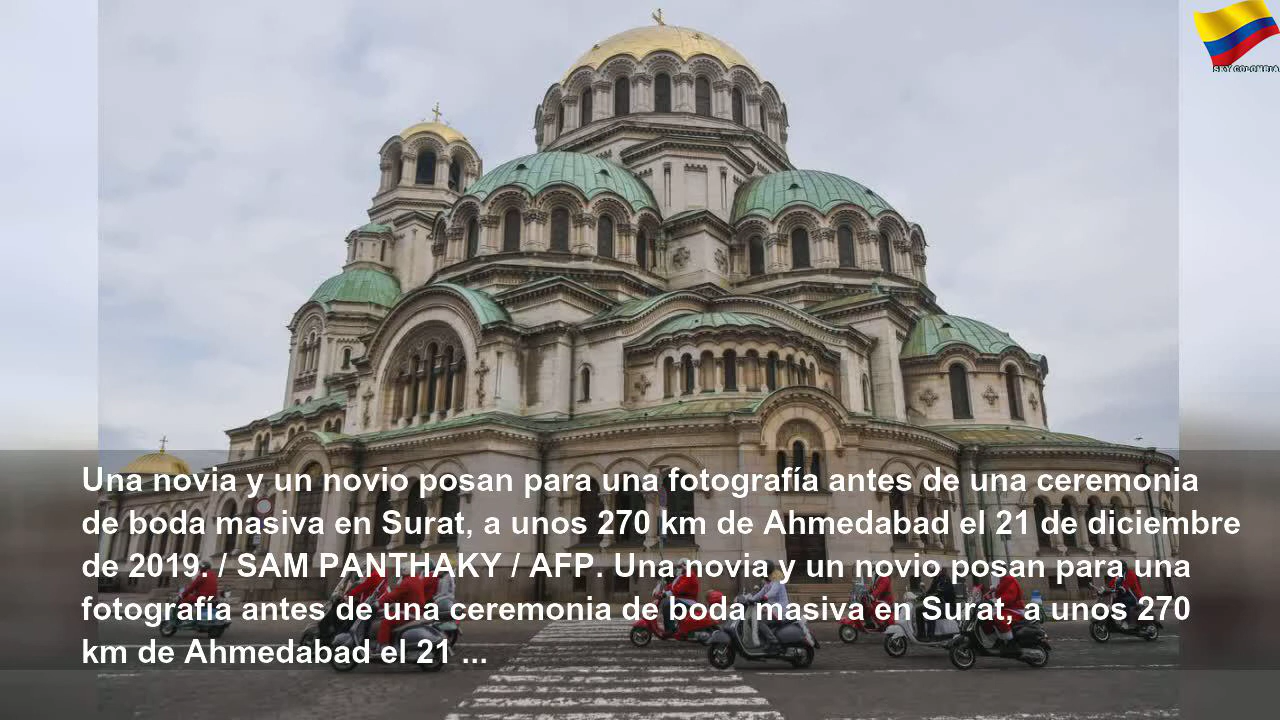 SKY COLOMBIA
Una novia y un novio posan para una fotografía antes de una ceremonia
de boda masiva en Surat, a unos 270 km de Ahmedabad el 21 de diciembre
de 2019. / SAM PANTHAKY / AFP. Una novia y un novio posan para una
fotografía antes de una ceremonia de boda masiva en Surat, a unos 270
km de Ahmedabad el 21 ...